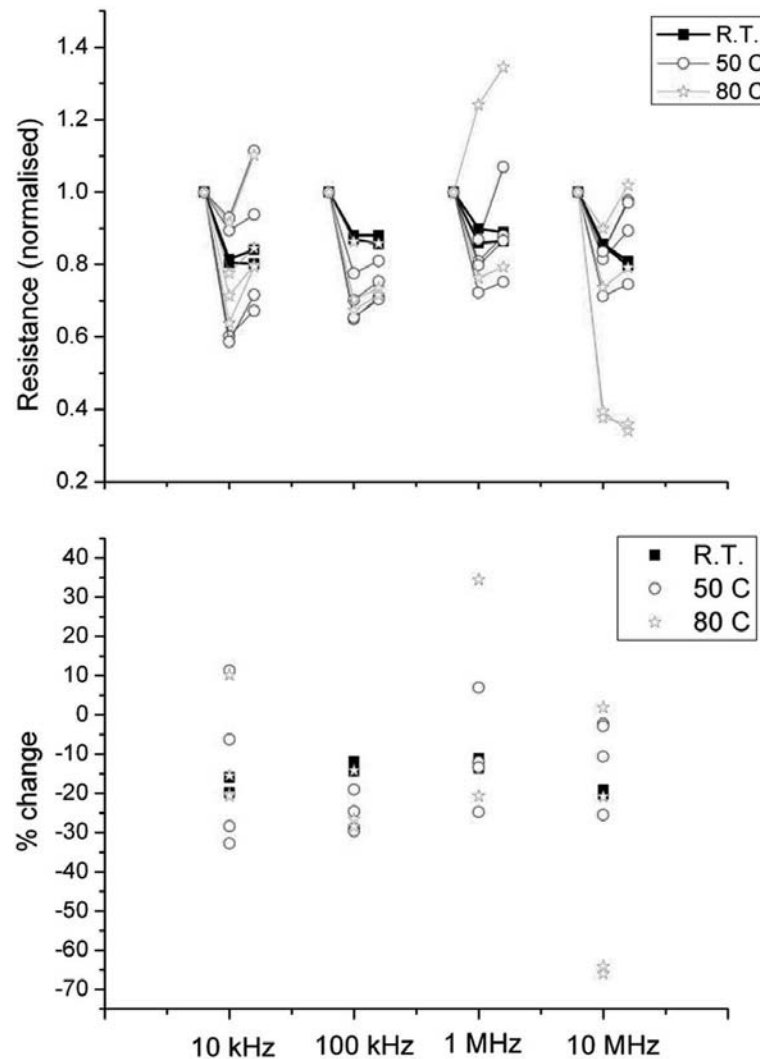 1.4
1.2
1.0
0.8
0.6
0.4
0.2
Resistance (normalised)
R.T.
50 C
80 C
40
30
20
10
0
-10
-20
-30
-40
-50
-60
-70
% change
R.T.
50 C
80 C
10 kHz 100 kHz 1 MHz 10 MHz